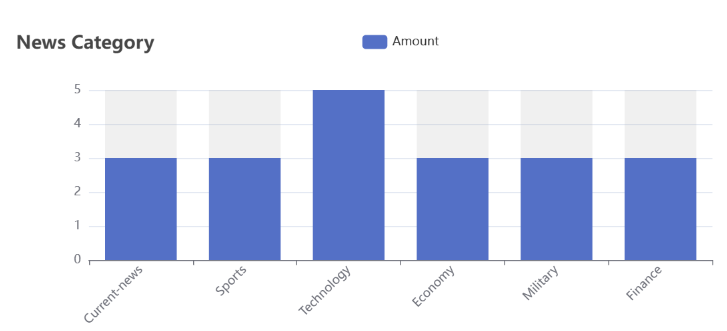 News Category
Amount
5
4
3
2
1
0
Current-news
Sports
Technology
Economy
Military
Finance